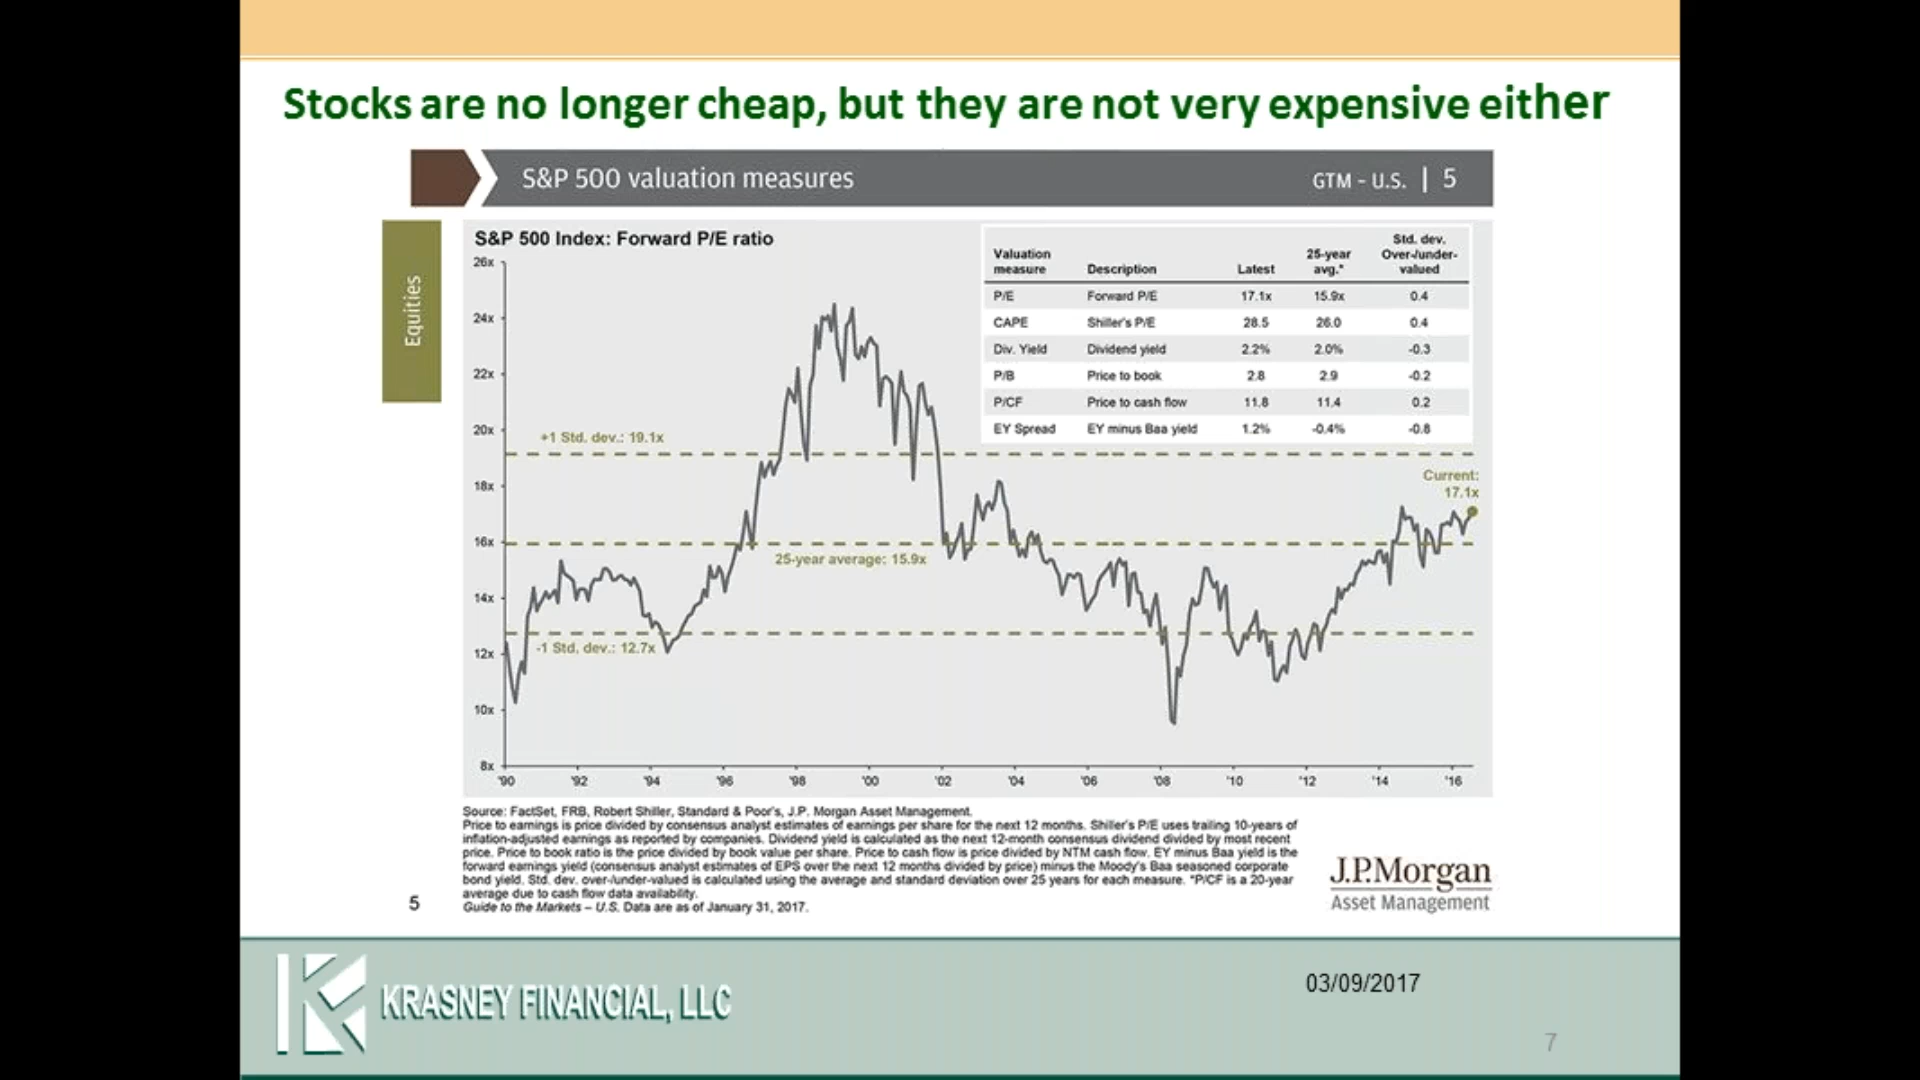 Stocks are no longer cheap, but they are not very expensive either
S&P 500 valuation measures
GTM – U.S. | 5
Equities
S&P 500 Index: Forward P/E ratio
Valuation measure Description Latest 25-year avg.* Std. dev. Over-/under-valued
P/E Forward P/E 17.1x 15.9x 0.4
CAPE Shiller's P/E 28.5 26.0 0.4
Div. Yield Dividend yield 2.2% 2.0% -0.3
P/B Price to book 2.8 2.9 -0.2
P/CF Price to cash flow 11.8 11.4 0.2
EY Spread EY minus Baa yield 1.2% -0.4% -0.8
26x
24x
22x
20x
18x
16x
14x
12x
10x
8x
+1 Std. dev.: 19.1x
Current:
17.1x
25-year average: 15.9x
-1 Std. dev.: 12.7x
'90 '92 '94 '96 '98 '00 '02 '04 '06 '08 '10 '12 '14 '16
Source: FactSet, FRB, Robert Shiller, Standard & Poor's, J.P. Morgan Asset Management.
Price to earnings is price divided by consensus analyst estimates of earnings per share for the next 12 months. Shiller's P/E uses trailing 10-years of
inflation-adjusted earnings as reported by companies. Dividend yield is calculated as the next 12-month consensus dividend divided by most recent
price. Price to book ratio is the price divided by book value per share. Price to cash flow is price divided by NTM cash flow. EY minus Baa yield is the
forward earnings yield (consensus analyst estimates of EPS over the next 12 months divided by price) minus the Moody's Baa seasoned corporate
bond yield. Std. dev. over-/under-valued is calculated using the average and standard deviation over 25 years for each measure. *P/CF is a 20-year
average due to cash flow data availability.
Guide to the Markets – U.S. Data are as of January 31, 2017.
J.P.Morgan
Asset Management
5
KRASNEY FINANCIAL, LLC
03/09/2017
7